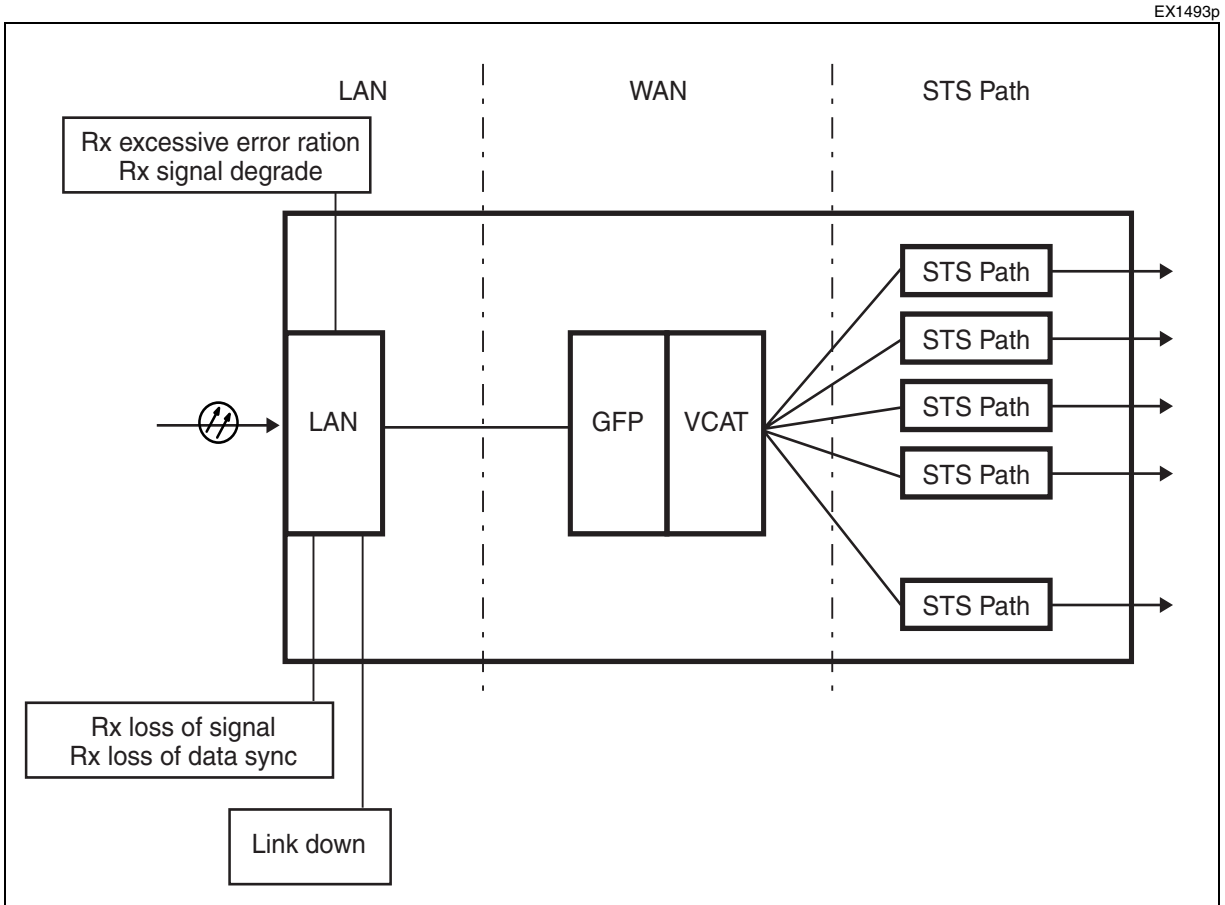 EX1493p
LAN
WAN
STS Path
Rx excessive error ration
Rx signal degrade
STS Path
STS Path
LAN
GFP
VCAT
STS Path
STS Path
STS Path
Rx loss of signal
Rx loss of data sync
Link down